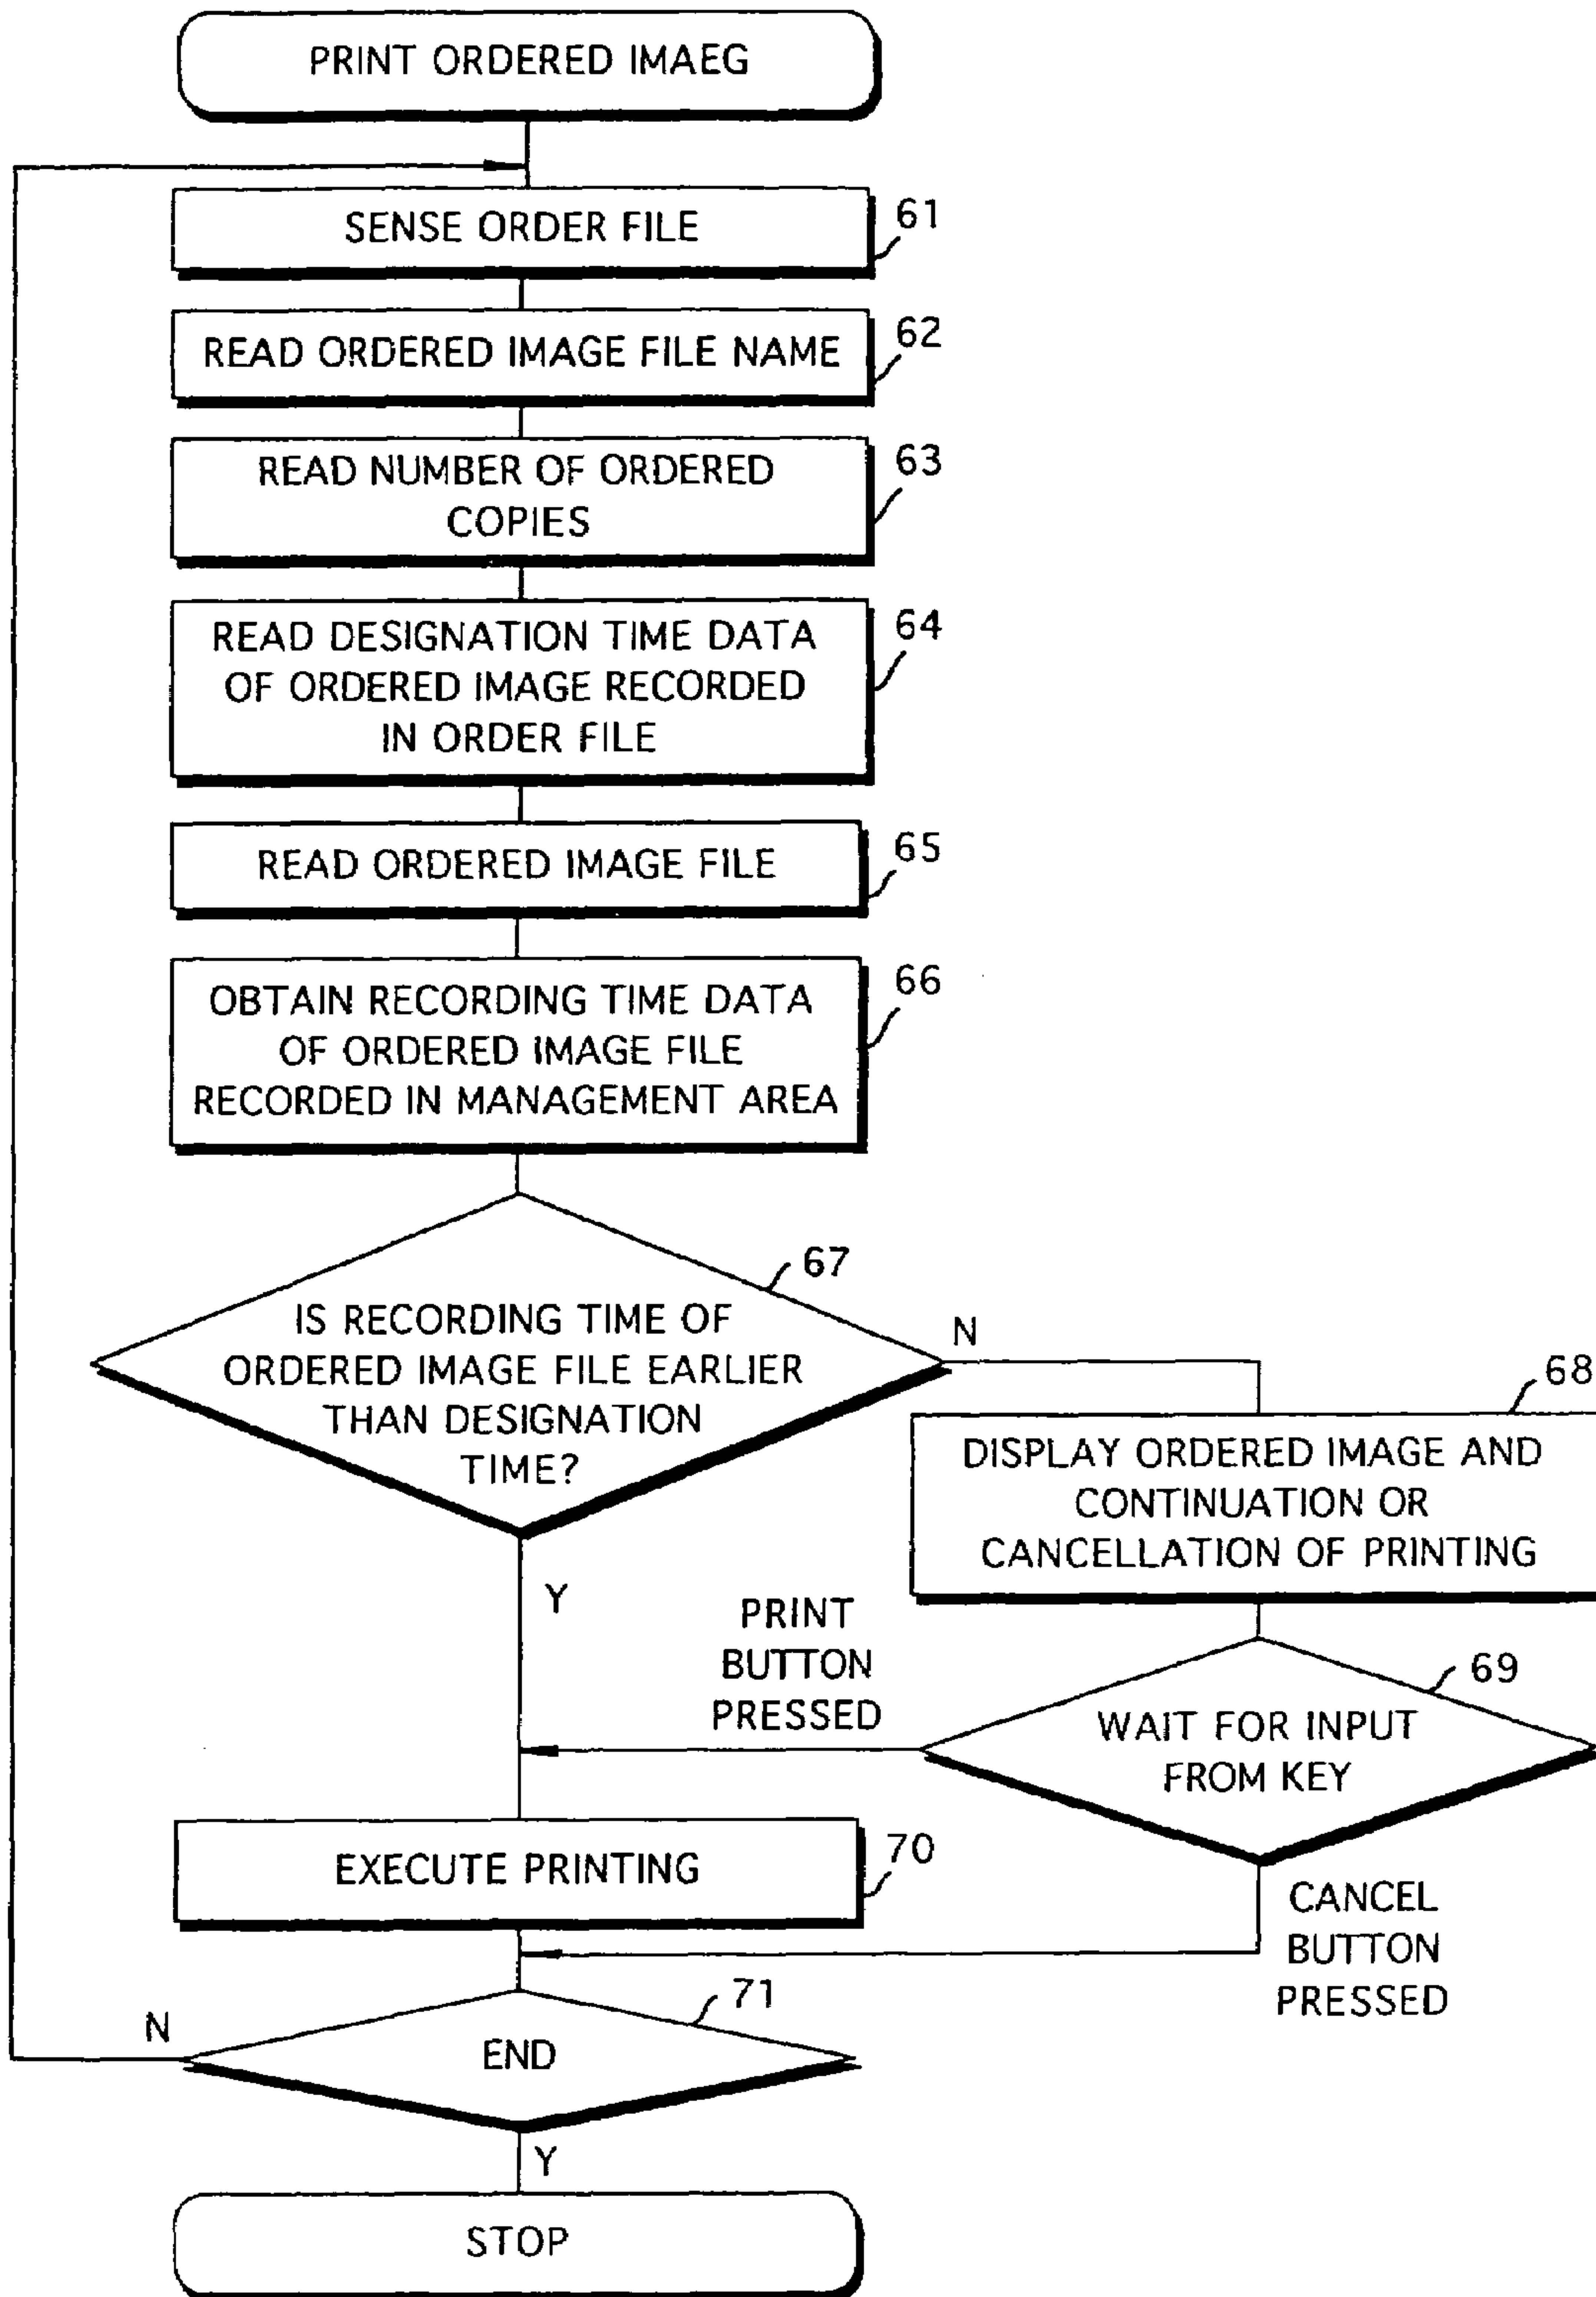 PRINT ORDERED IMAEG
SENSE ORDER FILE
61
READ ORDERED IMAGE FILE NAME
62
READ NUMBER OF ORDERED
COPIES
63
READ DESIGNATION TIME DATA
OF ORDERED IMAGE RECORDED
IN ORDER FILE
64
READ ORDERED IMAGE FILE
65
OBTAIN RECORDING TIME DATA
OF ORDERED IMAGE FILE
RECORDED IN MANAGEMENT AREA
66
67
IS RECORDING TIME OF
ORDERED IMAGE FILE EARLIER
THAN DESIGNATION
TIME?
N
68
DISPLAY ORDERED IMAGE AND
CONTINUATION OR
CANCELLATION OF PRINTING
Y
PRINT
BUTTON
PRESSED
69
WAIT FOR INPUT
FROM KEY
EXECUTE PRINTING
70
CANCEL
BUTTON
PRESSED
71
N
END
Y
STOP